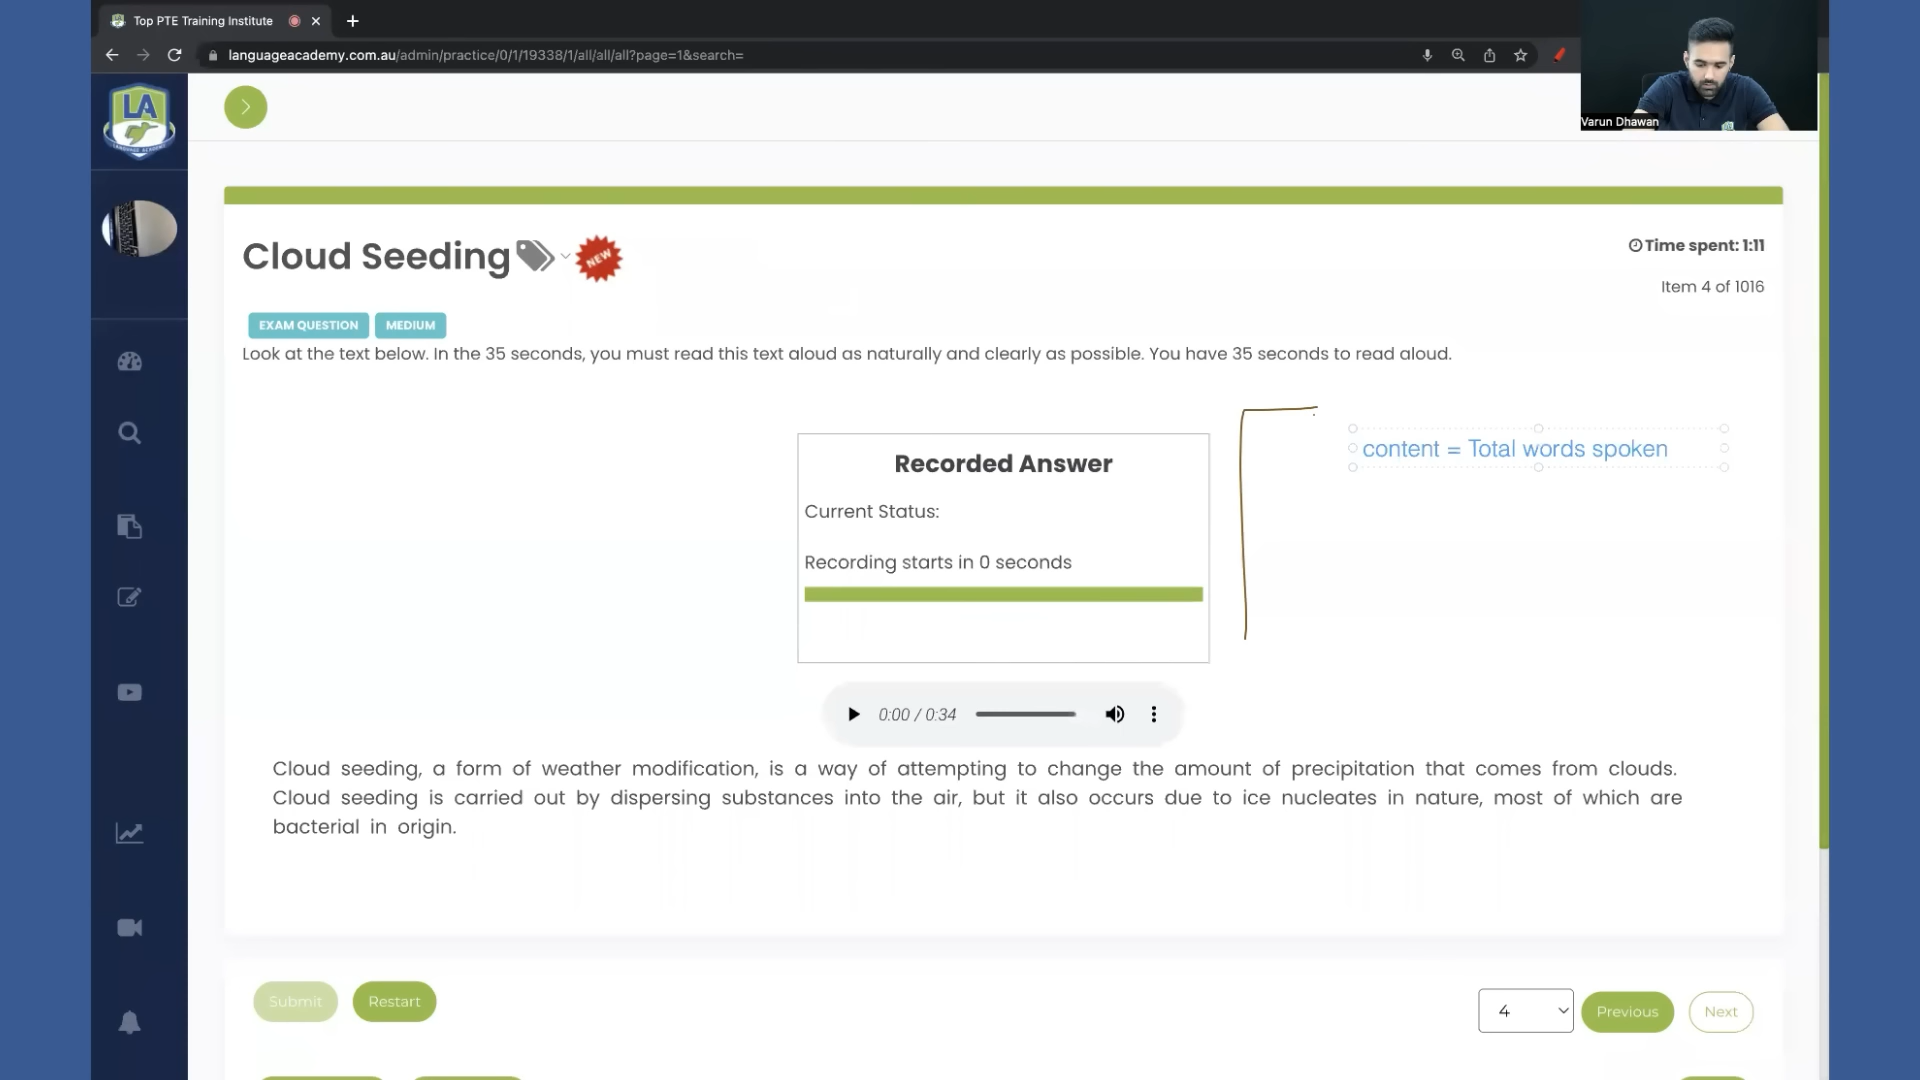 Top PTE Training Institute
languageacademy.com.au/admin/practice/0/1/19338/1/all/all/all?page=1&search=
Varun Dhawan
LA
LANGUAGE ACADEMY
Cloud Seeding
NEW
Time spent: 1:11
Item 4 of 1016
EXAM QUESTION MEDIUM
Look at the text below. In the 35 seconds, you must read this text aloud as naturally and clearly as possible. You have 35 seconds to read aloud.
content = Total words spoken
Recorded Answer
Current Status:
Recording starts in 0 seconds
0:00 / 0:34
Cloud seeding, a form of weather modification, is a way of attempting to change the amount of precipitation that comes from clouds.
Cloud seeding is carried out by dispersing substances into the air, but it also occurs due to ice nucleates in nature, most of which are
bacterial in origin.
Submit Restart
4 Previous Next